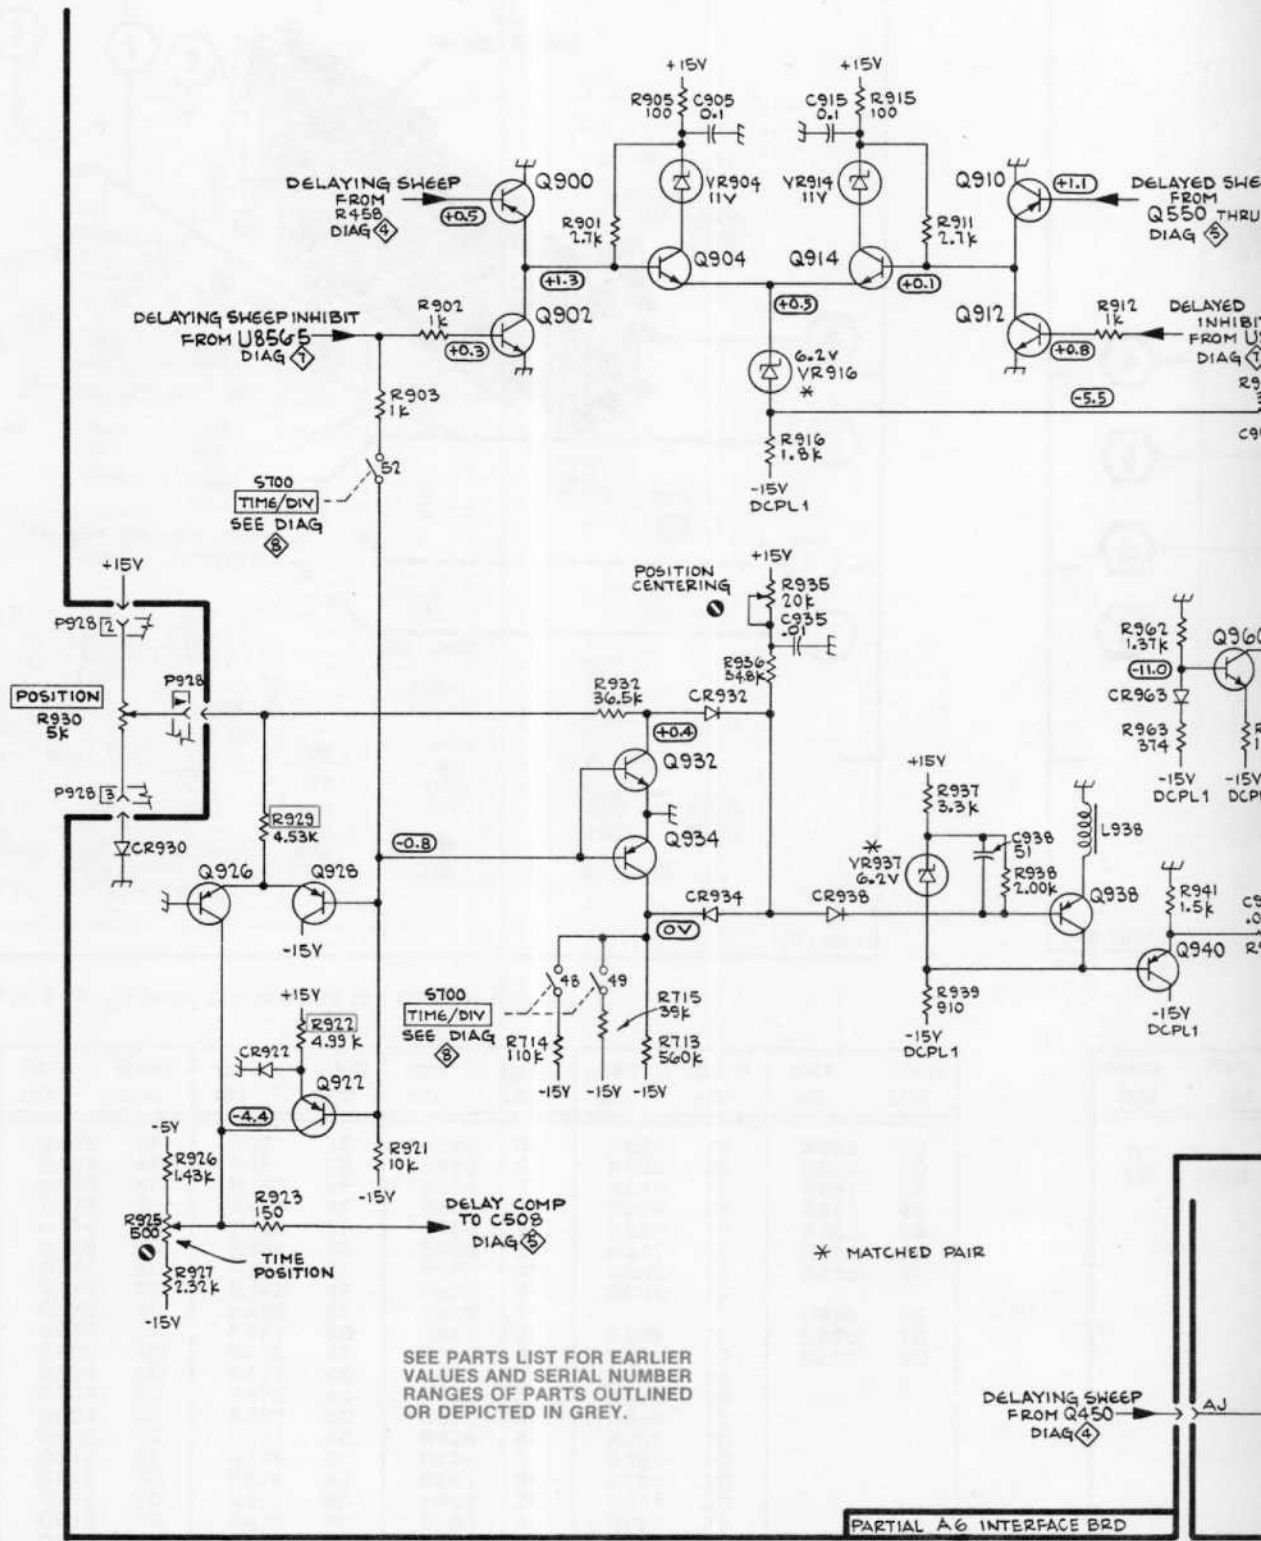 +15V
+15V
R905
100
C905
0.1
C915
0.1
R915
100
DELAYING SWEEP
FROM
R458
DIAG 4
+0.5
Q900
VR904
11V
VR914
11V
Q910
+1.1
DELAYED SWE
FROM
Q550 THRU
DIAG 5
R901
2.7k
R911
2.7k
Q904
Q914
+1.3
+0.1
+0.5
DELAYING SWEEP INHIBIT
FROM U856G5
DIAG 7
R902
1k
+0.3
Q902
Q912
+0.8
R912
1k
DELAYED
INHIBIT
FROM U
DIAG
6.2V
VR916
*
-5.5
R903
1k
R916
1.8k
-15V
DCPL1
52
S700
TIME/DIV
SEE DIAG
8
+15V
+15V
POSITION
CENTERING
R935
20k
C935
.01
P928 2
P928
POSITION
R930
5k
R932
36.5k
CR932
R936
34.8k
+0.4
Q932
R962
1.37k
Q960
-11.0
CR963
R963
374
-15V
DCPL1
-15V
P928 3
CR930
R929
4.53K
-0.8
Q934
+15V
R937
3.3k
* VR937
6.2V
C938
51
R938
2.00k
L938
Q926
Q928
-15V
CR934
CR938
Q938
R941
1.5k
0V
Q940
-15V
DCPL1
+15V
R922
4.99 k
CR922
Q922
-4.4
S700
TIME/DIV
SEE DIAG
8
48
49
R715
39k
R714
110k
R713
560k
-15V -15V -15V
R939
910
-15V
DCPL1
-5V
R926
1.43k
R925
500
R927
2.32k
-15V
R923
150
TIME
POSITION
R921
10k
-15V
DELAY COMP
TO C508
DIAG 5
* MATCHED PAIR
SEE PARTS LIST FOR EARLIER
VALUES AND SERIAL NUMBER
RANGES OF PARTS OUTLINED
OR DEPICTED IN GREY.
DELAYING SWEEP
FROM Q450
DIAG 4
AJ
PARTIAL A6 INTERFACE BRD